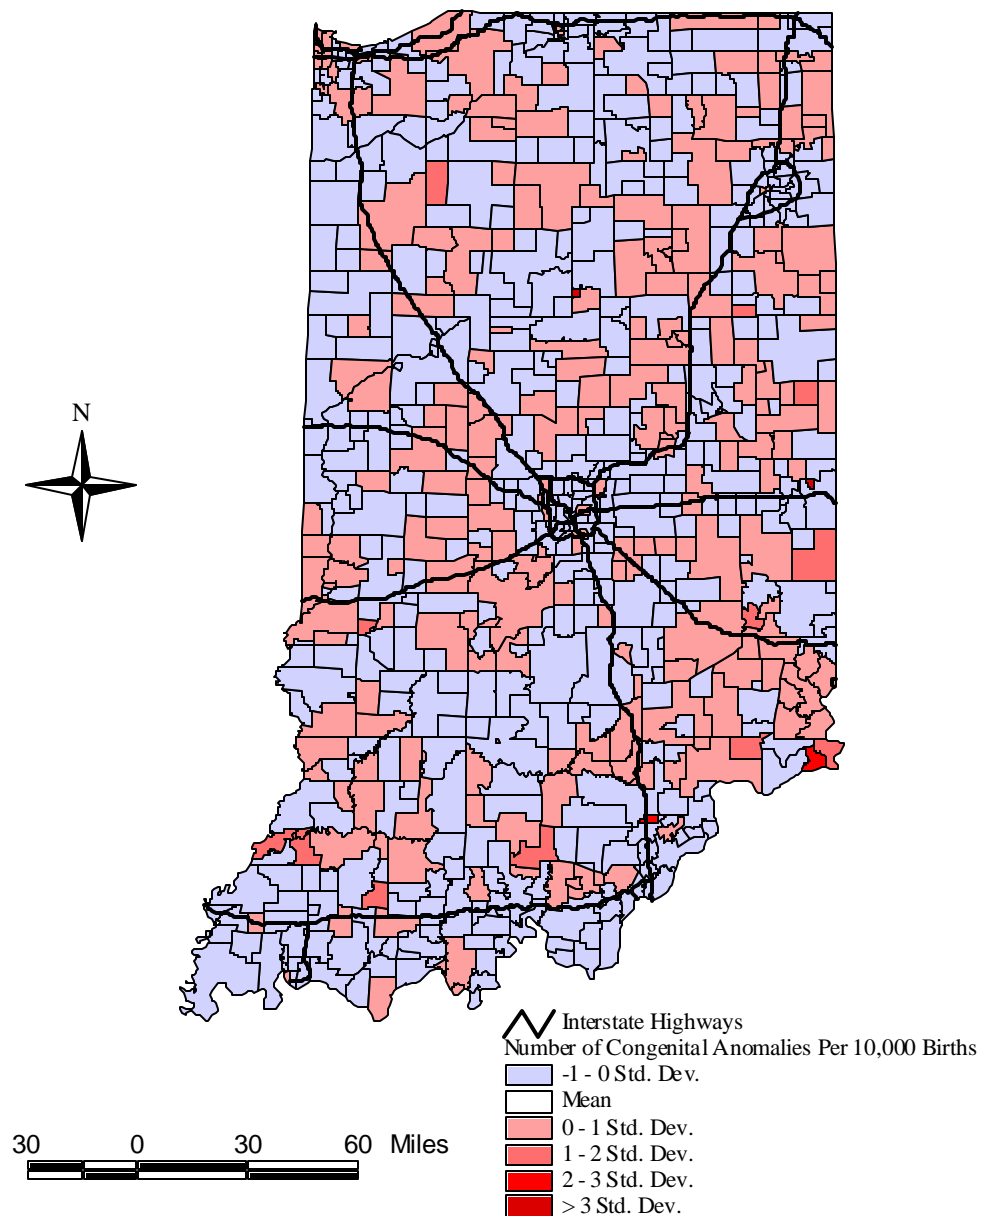 N
Interstate Highways
Number of Congenital Anomalies Per 10,000 Births
-1 - 0 Std. Dev.
Mean
0 - 1 Std. Dev.
1 - 2 Std. Dev.
2 - 3 Std. Dev.
> 3 Std. Dev.
30 0 30 60 Miles